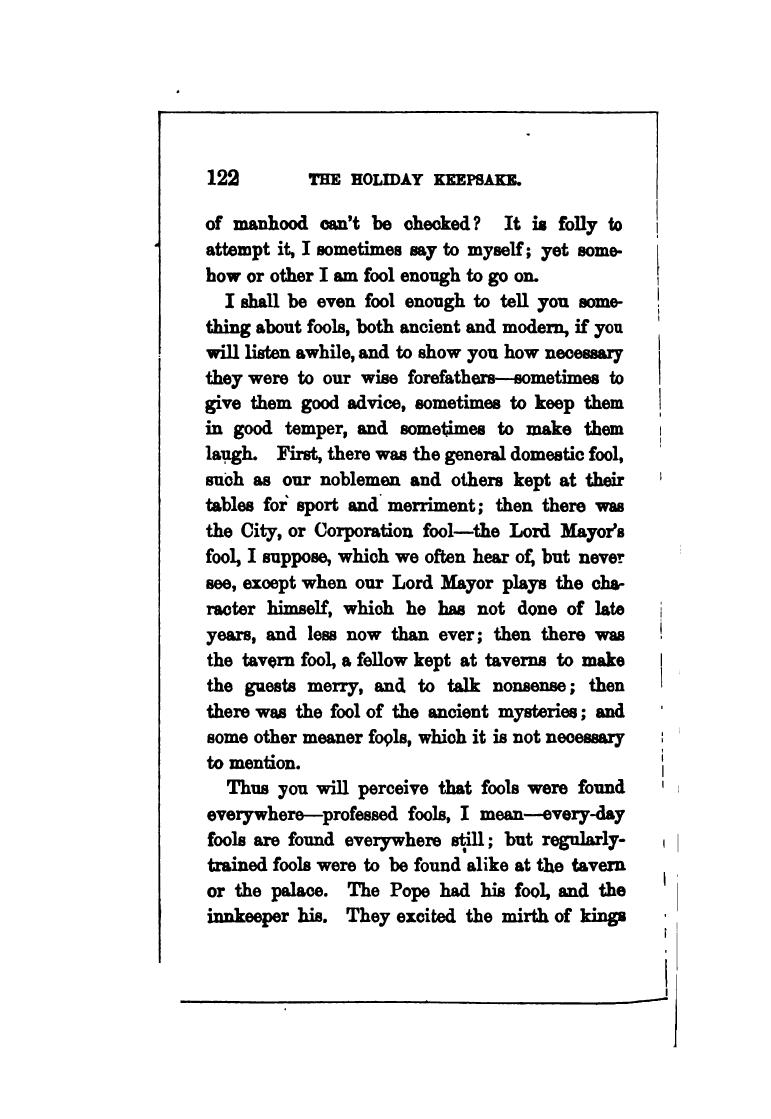 122 THE HOLIDAY KEEPSAKE.
of manhood can't be checked? It is folly to
attempt it, I sometimes say to myself; yet some-
how or other I am fool enough to go on.
I shall be even fool enough to tell you some-
thing about fools, both ancient and modern, if you
will listen awhile, and to show you how necessary
they were to our wise forefathers—sometimes to
give them good advice, sometimes to keep them
in good temper, and sometimes to make them
laugh. First, there was the general domestic fool,
such as our noblemen and others kept at their
tables for sport and merriment; then there was
the City, or Corporation fool—the Lord Mayor's
fool, I suppose, which we often hear of, but never
see, except when our Lord Mayor plays the cha-
racter himself, which he has not done of late
years, and less now than ever; then there was
the tavern fool, a fellow kept at taverns to make
the guests merry, and to talk nonsense; then
there was the fool of the ancient mysteries; and
some other meaner fools, which it is not necessary
to mention.
Thus you will perceive that fools were found
everywhere—professed fools, I mean—every-day
fools are found everywhere still; but regularly-
trained fools were to be found alike at the tavern
or the palace. The Pope had his fool, and the
innkeeper his. They excited the mirth of kings